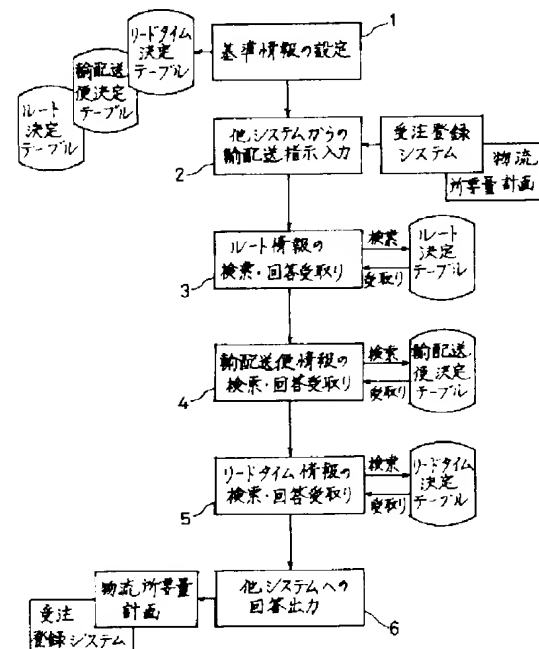 1
リードタイム
決定
テーブル
輸配送
便決定
テーブル
ルート
決定
テーブル
基準情報の設定
他システムからの
輸配送指示入力
2
受注登録
システム
物流
所要量計画
ルート情報の
検索・回答受取り
3
検索
受取り
ルート
決定
テーブル
輸配送便情報の
検索・回答受取り
4
検索
受取り
輸配送
便決定
テーブル
リードタイム情報の
検索・回答受取り
5
検索
受取り
リードタイム
決定
テーブル
他システムへの
回答出力
6
物流所要量
計画
受注
登録システム